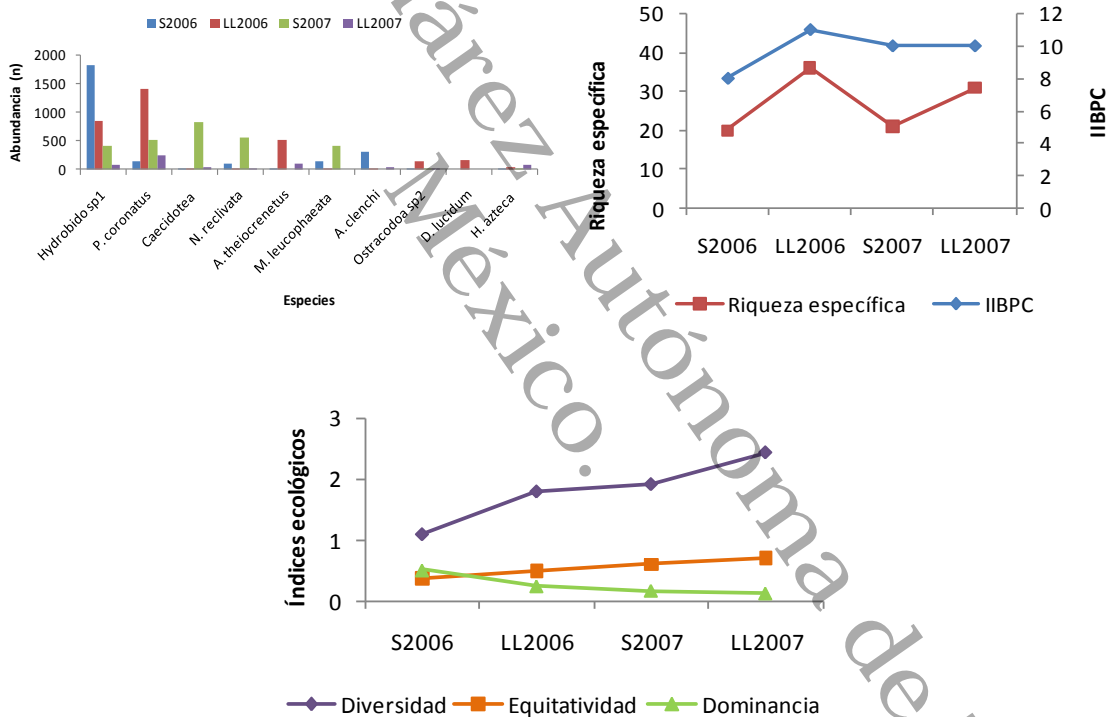 S2006 LL2006 S2007 LL2007
Abundancia (n)
2000
1500
1000
500
0
Hydrobido sp1
P. coronatus
Caecidotea
N. reclivata
A. theiocrenetus
M. leucophaeata
A. clenchi
Ostracodoa sp2
D. lucidum
H. azteca
Especies
Riqueza específica
50
40
30
20
10
0
12
10
8
6
4
2
0
IIBPC
S2006 LL2006 S2007 LL2007
Riqueza específica IIBPC
Índices ecológicos
3
2
1
0
S2006 LL2006 S2007 LL2007
Diversidad Equitatividad Dominancia
Autónoma de
México.